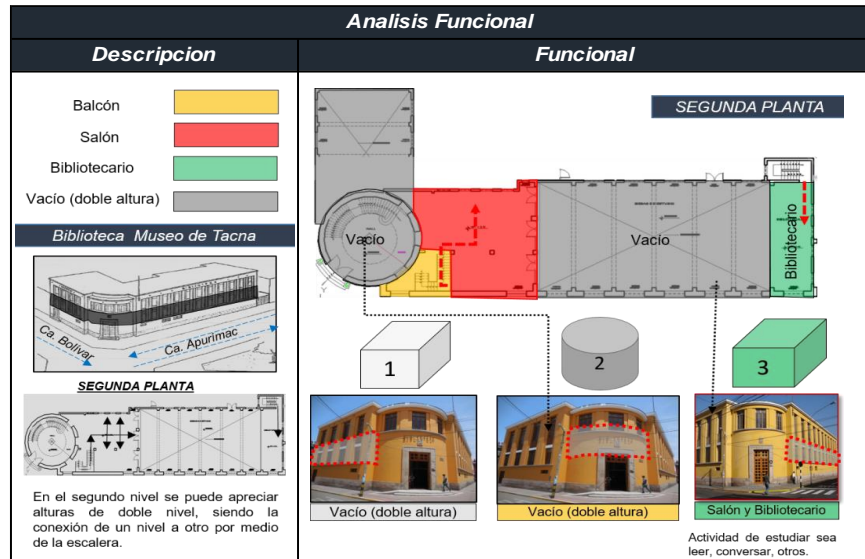 Analisis Funcional
Descripcion
Funcional
Balcón
Salón
Bibliotecario
Vacío (doble altura)
Biblioteca Museo de Tacna
Ca. Bolívar
Ca. Apurimac
SEGUNDA PLANTA
En el segundo nivel se puede apreciar
alturas de doble nivel, siendo la
conexión de un nivel a otro por medio
de la escalera.
SEGUNDA PLANTA
Vacío
Vacío
Bibliotecario
1
2
3
Vacío (doble altura)
Vacío (doble altura)
Salón y Bibliotecario
Actividad de estudiar sea
leer, conversar, otros.